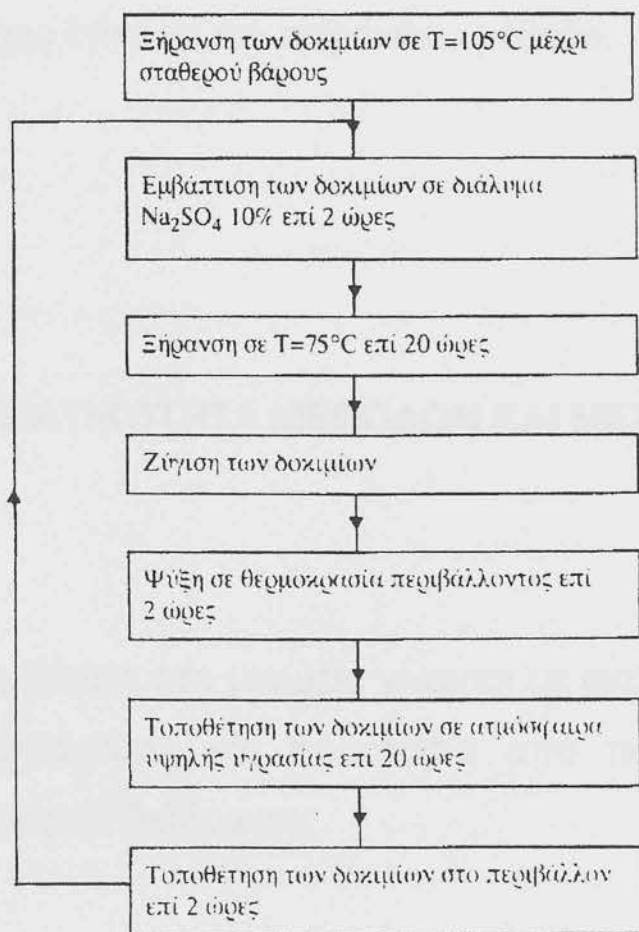 Ξήρανση των δοκιμίων σε T=105°C μέχρι
σταθερού βάρους
Εμβάπτιση των δοκιμίων σε διάλυμα
Na₂SO₄ 10% επί 2 ώρες
Ξήρανση σε T=75°C επί 20 ώρες
Ζύγιση των δοκιμίων
Ψύξη σε θερμοκρασία περιβάλλοντος επί
2 ώρες
Τοποθέτηση των δοκιμίων σε ατμόσφαιρα
υψηλής υγρασίας επι 20 ώρες
Τοποθέτηση των δοκιμίων στο περιβάλλον
επί 2 ώρες